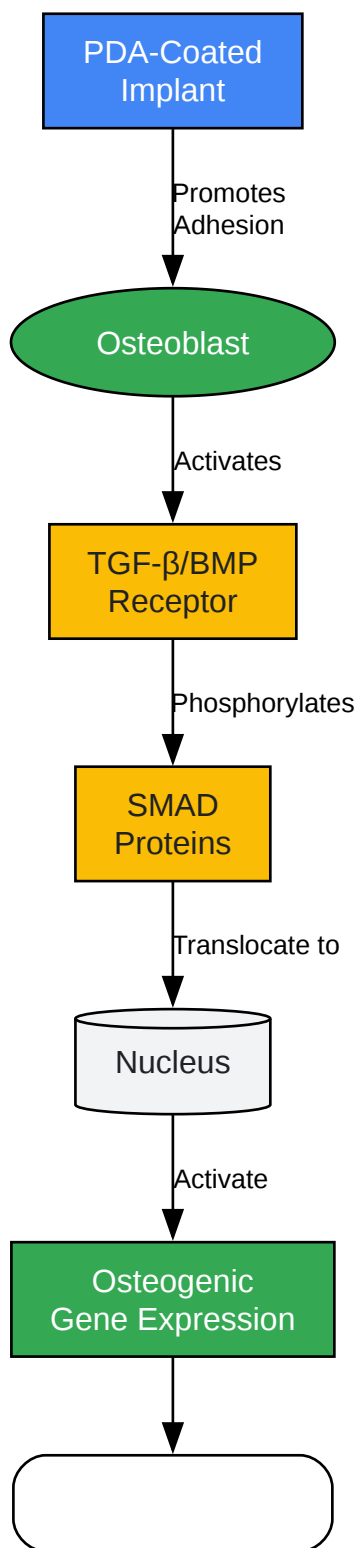 PDA-Coated
Implant
Promotes
Adhesion
Osteoblast
Activates
TGF-β/BMP
Receptor
Phosphorylates
SMAD
Proteins
Translocate to
Nucleus
Activate
Osteogenic
Gene Expression